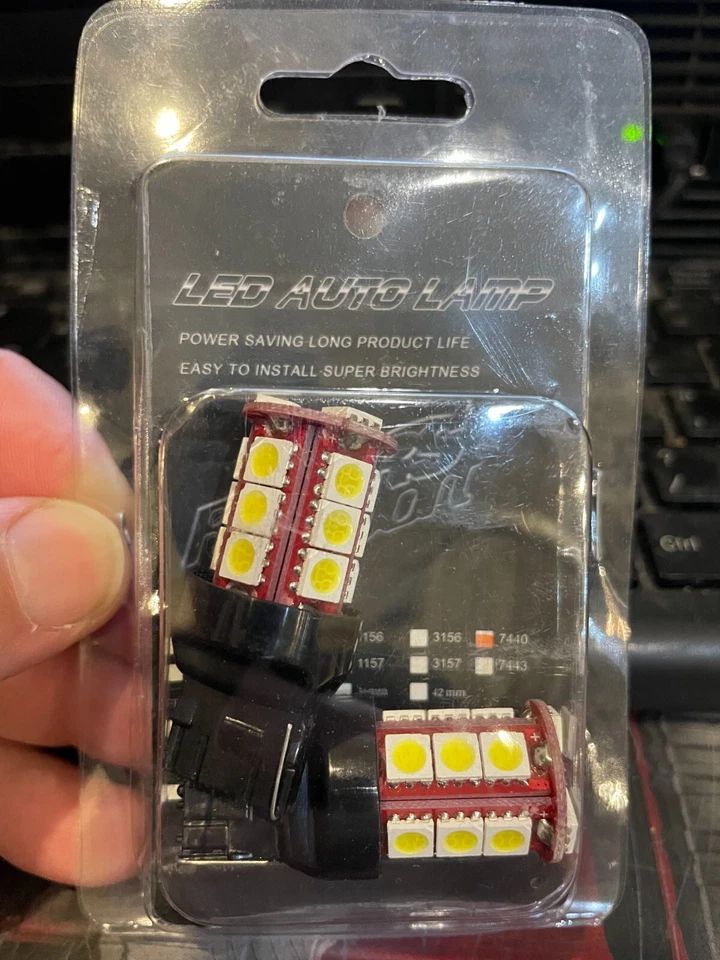 LED AUTO LAMP
POWER SAVING LONG PRODUCT LIFE
EASY TO INSTALL SUPER BRIGHTNESS
156 3156 7440
1157 3157 7443
42 mm
Ctrl